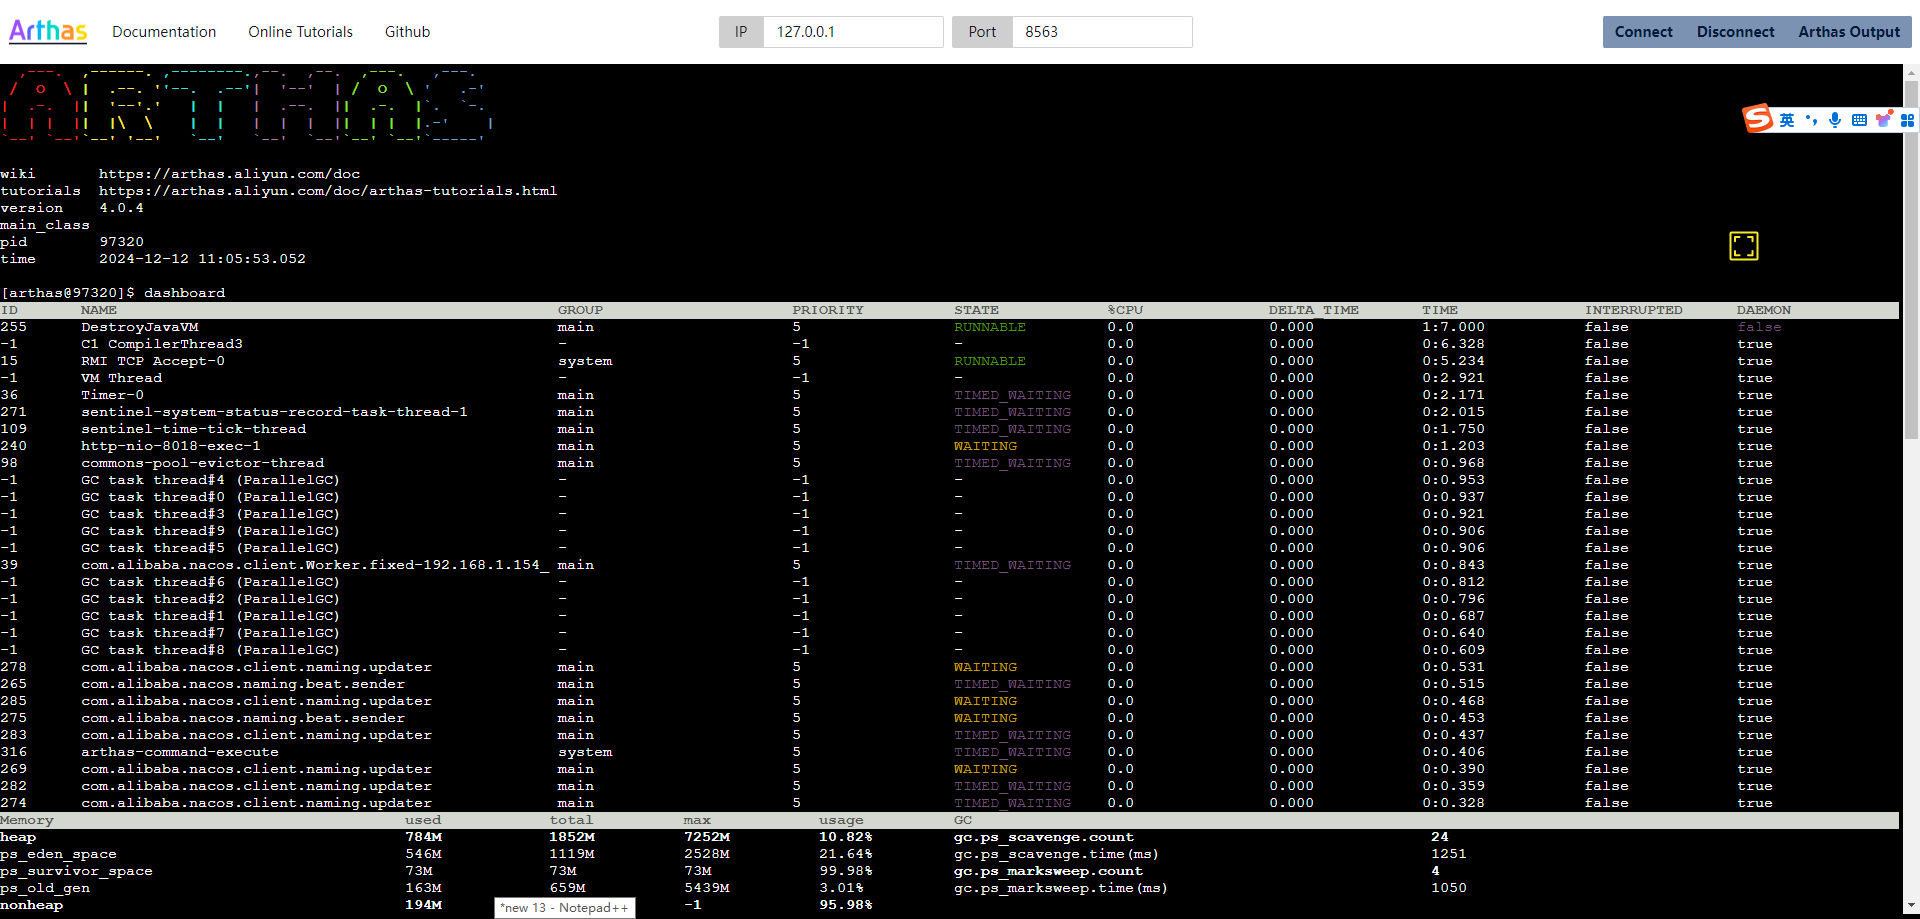 Arthas Documentation Online Tutorials Github IP 127.0.0.1 Port 8563 Connect Disconnect Arthas Output
ARTHAS
英
wiki https://arthas.aliyun.com/doc
tutorials https://arthas.aliyun.com/doc/arthas-tutorials.html
version 4.0.4
main_class
pid 97320
time 2024-12-12 11:05:53.052
[arthas@97320]$ dashboard
ID NAME GROUP PRIORITY STATE %CPU DELTA_TIME TIME INTERRUPTED DAEMON
255 DestroyJavaVM main 5 RUNNABLE 0.0 0.000 1:7.000 false false
-1 C1 CompilerThread3 - -1 - 0.0 0.000 0:6.328 false true
15 RMI TCP Accept-0 system 5 RUNNABLE 0.0 0.000 0:5.234 false true
-1 VM Thread - -1 - 0.0 0.000 0:2.921 false true
36 Timer-0 main 5 TIMED_WAITING 0.0 0.000 0:2.171 false true
271 sentinel-system-status-record-task-thread-1 main 5 TIMED_WAITING 0.0 0.000 0:2.015 false true
109 sentinel-time-tick-thread main 5 TIMED_WAITING 0.0 0.000 0:1.750 false true
240 http-nio-8018-exec-1 main 5 WAITING 0.0 0.000 0:1.203 false true
98 commons-pool-evictor-thread main 5 TIMED_WAITING 0.0 0.000 0:0.968 false true
-1 GC task thread#4 (ParallelGC) - -1 - 0.0 0.000 0:0.953 false true
-1 GC task thread#0 (ParallelGC) - -1 - 0.0 0.000 0:0.937 false true
-1 GC task thread#3 (ParallelGC) - -1 - 0.0 0.000 0:0.921 false true
-1 GC task thread#9 (ParallelGC) - -1 - 0.0 0.000 0:0.906 false true
-1 GC task thread#5 (ParallelGC) - -1 - 0.0 0.000 0:0.906 false true
39 com.alibaba.nacos.client.Worker.fixed-192.168.1.154_ main 5 TIMED_WAITING 0.0 0.000 0:0.843 false true
-1 GC task thread#6 (ParallelGC) - -1 - 0.0 0.000 0:0.812 false true
-1 GC task thread#2 (ParallelGC) - -1 - 0.0 0.000 0:0.796 false true
-1 GC task thread#1 (ParallelGC) - -1 - 0.0 0.000 0:0.687 false true
-1 GC task thread#7 (ParallelGC) - -1 - 0.0 0.000 0:0.640 false true
-1 GC task thread#8 (ParallelGC) - -1 - 0.0 0.000 0:0.609 false true
278 com.alibaba.nacos.client.naming.updater main 5 WAITING 0.0 0.000 0:0.531 false true
265 com.alibaba.nacos.naming.beat.sender main 5 TIMED_WAITING 0.0 0.000 0:0.515 false true
285 com.alibaba.nacos.client.naming.updater main 5 WAITING 0.0 0.000 0:0.468 false true
275 com.alibaba.nacos.naming.beat.sender main 5 WAITING 0.0 0.000 0:0.453 false true
283 com.alibaba.nacos.client.naming.updater main 5 TIMED_WAITING 0.0 0.000 0:0.437 false true
316 arthas-command-execute system 5 TIMED_WAITING 0.0 0.000 0:0.406 false true
269 com.alibaba.nacos.client.naming.updater main 5 WAITING 0.0 0.000 0:0.390 false true
282 com.alibaba.nacos.client.naming.updater main 5 TIMED_WAITING 0.0 0.000 0:0.359 false true
274 com.alibaba.nacos.client.naming.updater main 5 TIMED_WAITING 0.0 0.000 0:0.328 false true
Memory used total max usage GC
heap 784M 1852M 7252M 10.82% gc.ps_scavenge.count 24
ps_eden_space 546M 1119M 2528M 21.64% gc.ps_scavenge.time(ms) 1251
ps_survivor_space 73M 73M 73M 99.98% gc.ps_marksweep.count 4
ps_old_gen 163M 659M 5439M 3.01% gc.ps_marksweep.time(ms) 1050
nonheap 194M -1 95.98%
*new 13 - Notepad++